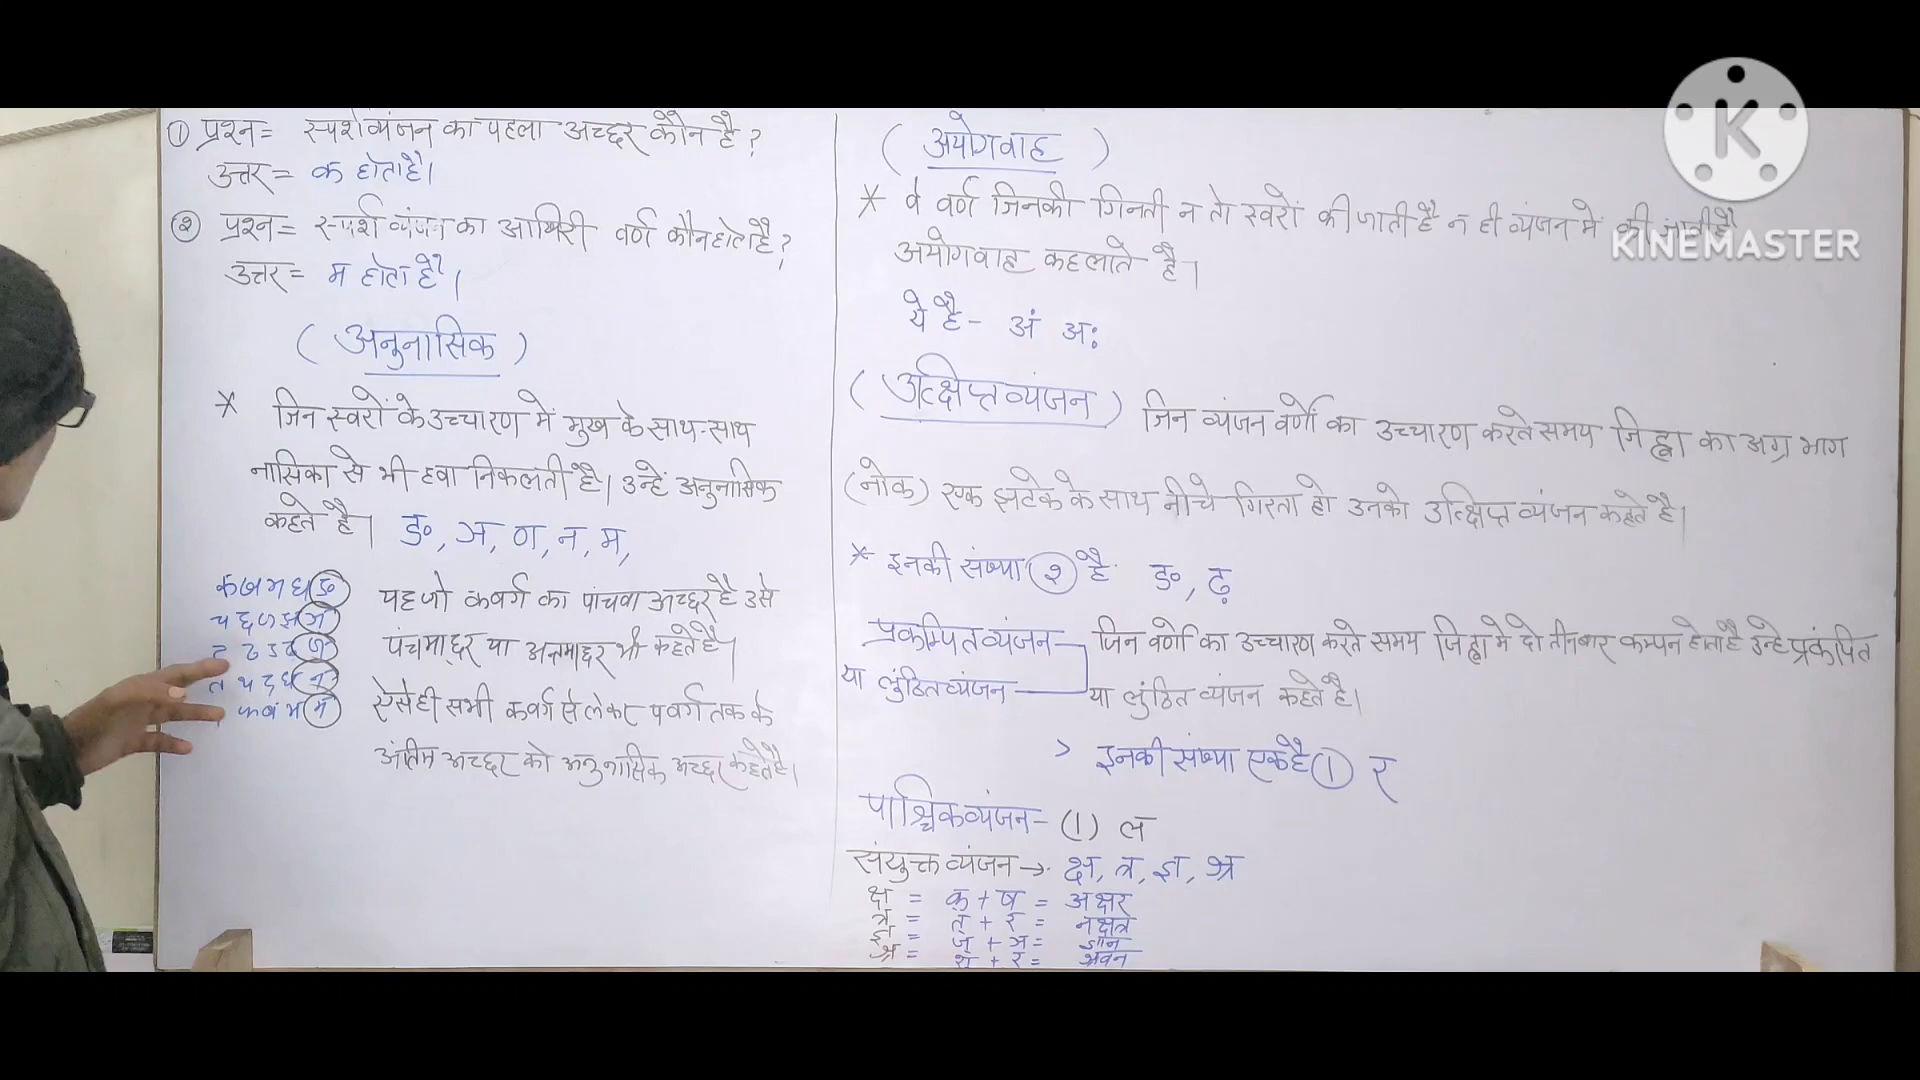 ① प्रश्न= स्पर्शव्यंजन का पहला अच्छर कौन है ?
उत्तर= क होता है।
② प्रश्न= स्पर्श व्यंजन का आखिरी वर्ण कौन होता है ?
उत्तर= म होता है।
( अनुनासिक )
* जिन स्वरों के उच्चारण में मुख के साथ-साथ
नासिका से भी हवा निकलती है। उन्हें अनुनासिक
कहते है। ङ, ञ, ण, न, म,
क ख ग घ ङ
च छ ज झ ञ
ट ठ ड ढ ण
त थ द ध न
फ ब भ म
यह जो कवर्ग का पांचवा अच्छर है उसे
पंचमाछर या अन्तमाछर भी कहते है।
ऐसे ही सभी कवर्ग से लेकर पवर्ग तक के
अंतिम अच्छर को अनुनासिक अच्छर कहते है।
( अयोगवाह )
* वे वर्ण जिनकी गिनती न तो स्वरों की जाती है न ही व्यंजन में की जाती है
अयोगवाह कहलाते है।
ये है- अं अः
( उत्क्षिप्त व्यंजन ) जिन व्यंजन वर्णों का उच्चारण करते समय जिह्वा का अग्र भाग
(नोक) एक झटके के साथ नीचे गिरता हो उनको उत्क्षिप्त व्यंजन कहते है।
* इनकी संख्या २ है ड़, ढ़
प्रकम्पित व्यंजन जिन वर्णो का उच्चारण करते समय जिह्वा मे दो तीन बार कम्पन होता है उन्हे प्रकंपित
या लुंठित व्यंजन या लुंठित व्यंजन कहते है।
> इनकी संख्या एक है ① र
पार्श्विक व्यंजन- (1) ल
संयुक्त व्यंजन → क्ष, त्र, ज्ञ, श्र
क्ष = क् + ष = अक्षर
त्र = त् + र = नक्षत्र
ज्ञ = ज् + ञ = ज्ञान
श्र = श् + र = श्रवन
KINEMASTER